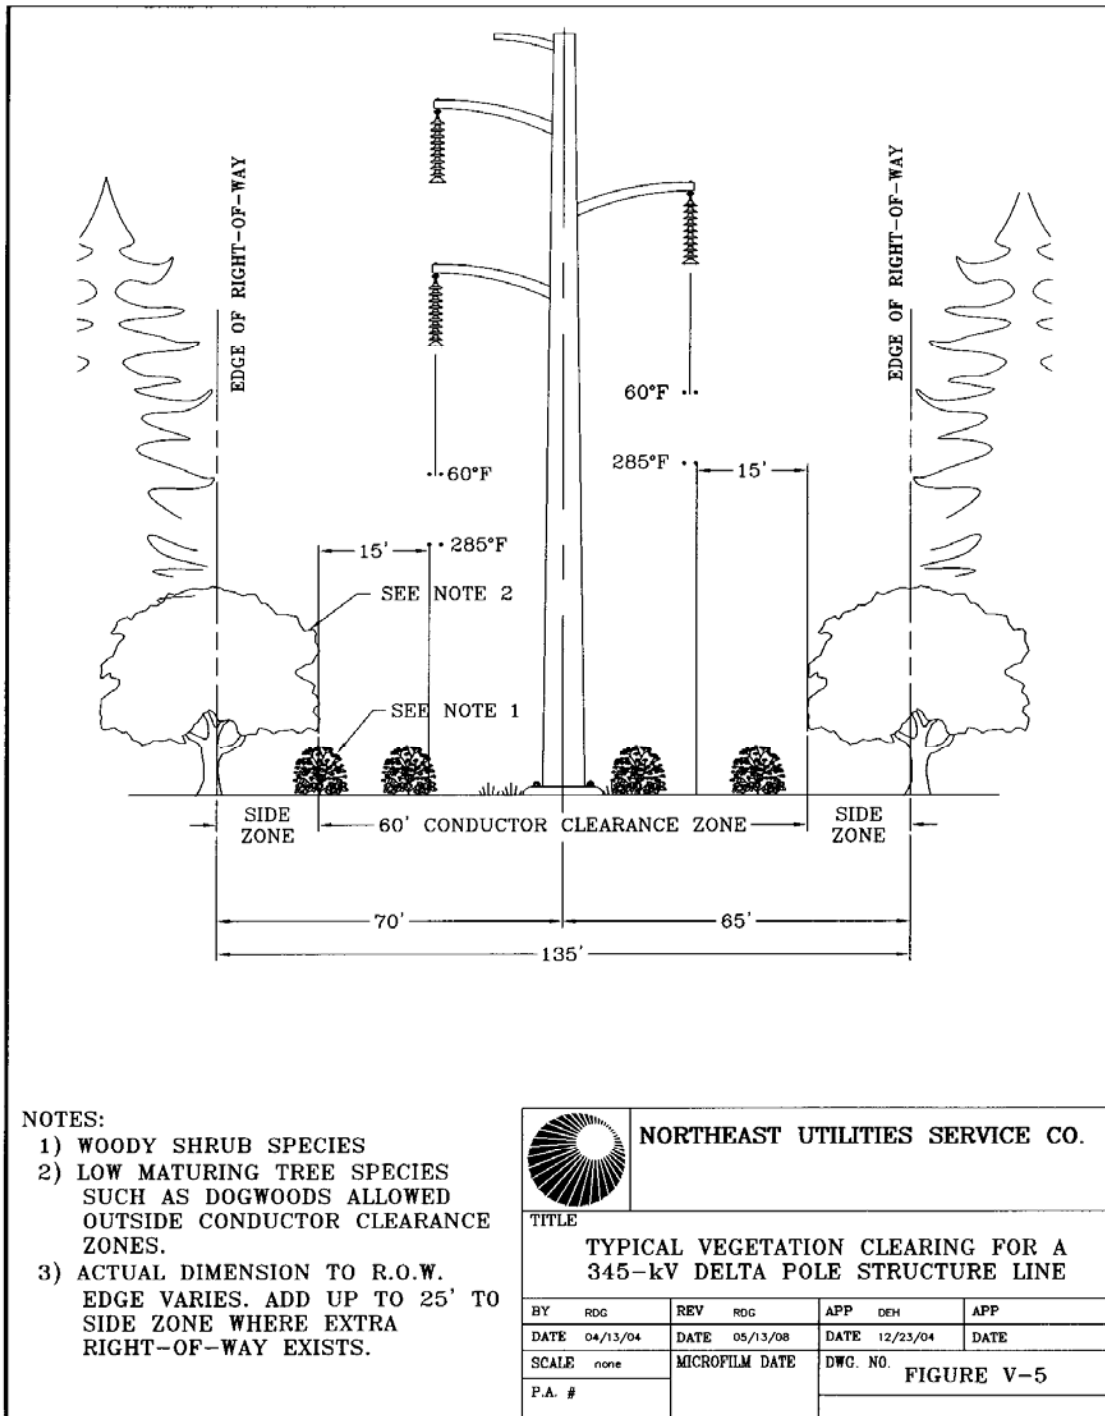 EDGE OF RIGHT-OF-WAY
EDGE OF RIGHT-OF-WAY
60°F
285°F
15'
60°F
15'
285°F
SEE NOTE 2
SEE NOTE 1
SIDE
ZONE
60' CONDUCTOR CLEARANCE ZONE
SIDE
ZONE
70'
65'
135'
NOTES:
1) WOODY SHRUB SPECIES
2) LOW MATURING TREE SPECIES
SUCH AS DOGWOODS ALLOWED
OUTSIDE CONDUCTOR CLEARANCE
ZONES.
3) ACTUAL DIMENSION TO R.O.W.
EDGE VARIES. ADD UP TO 25' TO
SIDE ZONE WHERE EXTRA
RIGHT-OF-WAY EXISTS.
NORTHEAST UTILITIES SERVICE CO.
TITLE
TYPICAL VEGETATION CLEARING FOR A
345-kV DELTA POLE STRUCTURE LINE
BY RDG REV RDG APP DEH APP
DATE 04/13/04 DATE 05/13/08 DATE 12/23/04 DATE
SCALE none MICROFILM DATE DWG. NO. FIGURE V-5
P.A. #